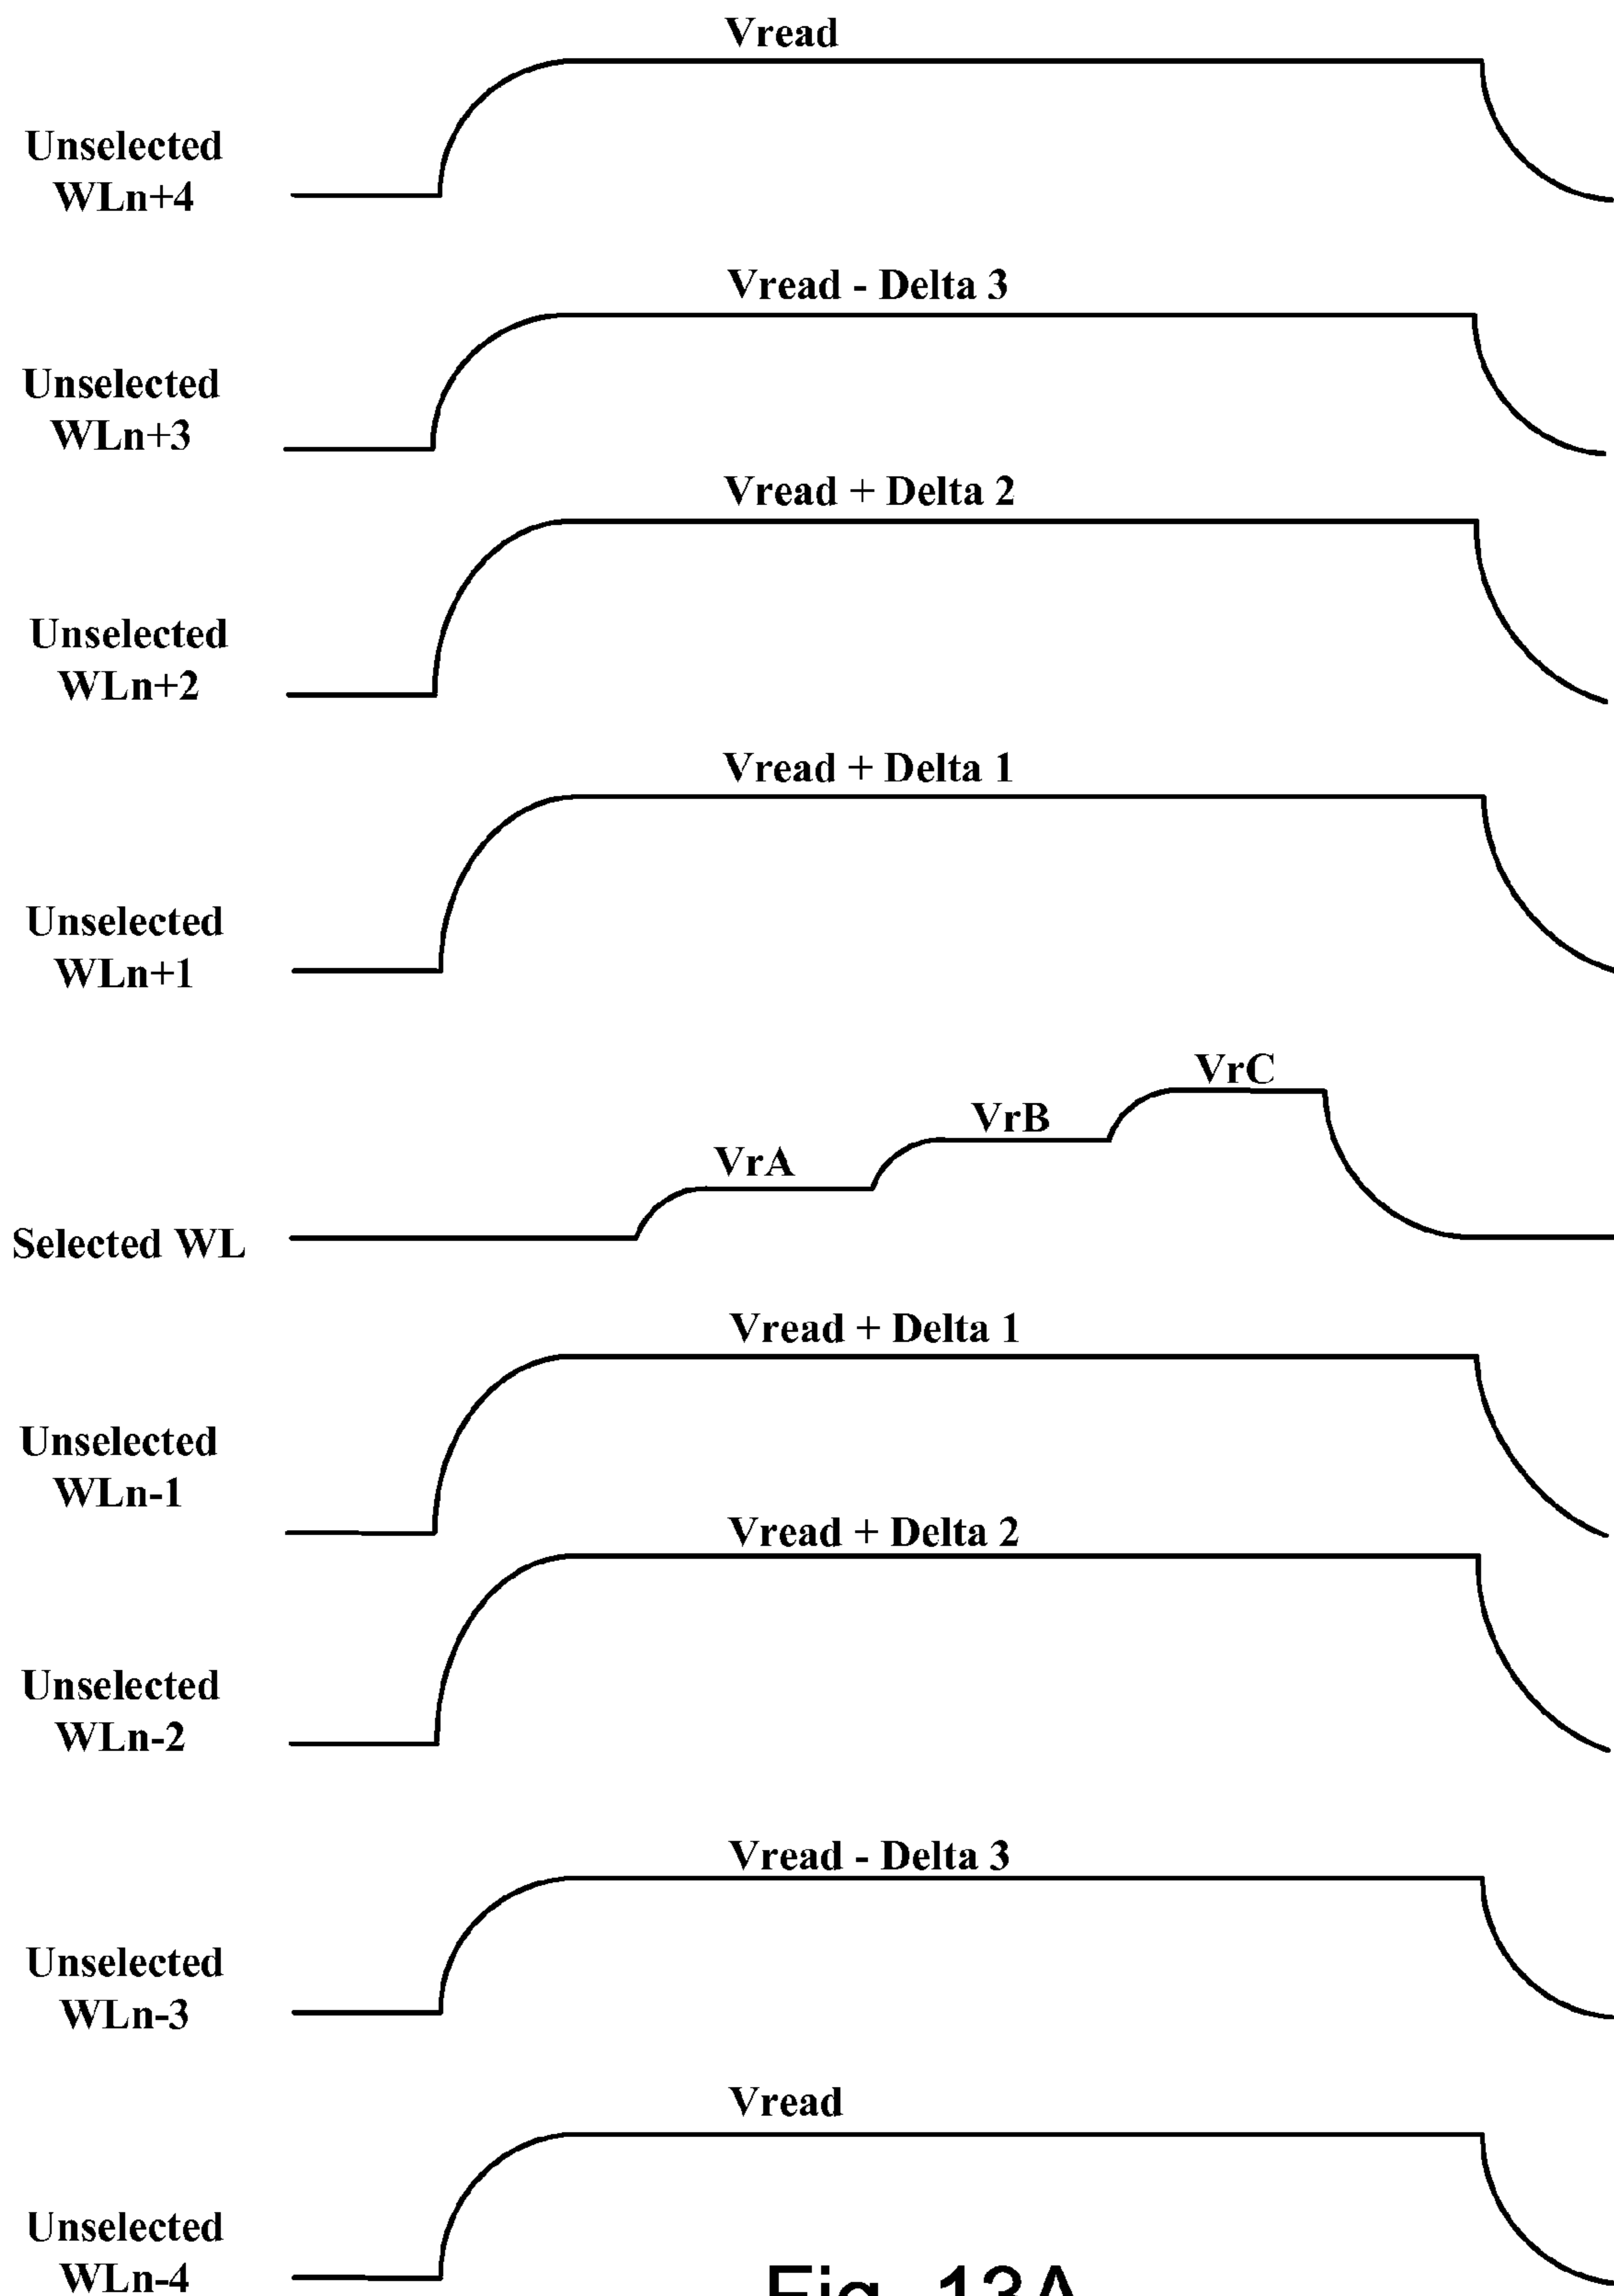 Vread
Unselected
WLn+4
Vread - Delta 3
Unselected
WLn+3
Vread + Delta 2
Unselected
WLn+2
Vread + Delta 1
Unselected
WLn+1
VrC
VrB
VrA
Selected WL
Vread + Delta 1
Unselected
WLn-1
Vread + Delta 2
Unselected
WLn-2
Vread - Delta 3
Unselected
WLn-3
Vread
Unselected
WLn-4
Fig. 13A